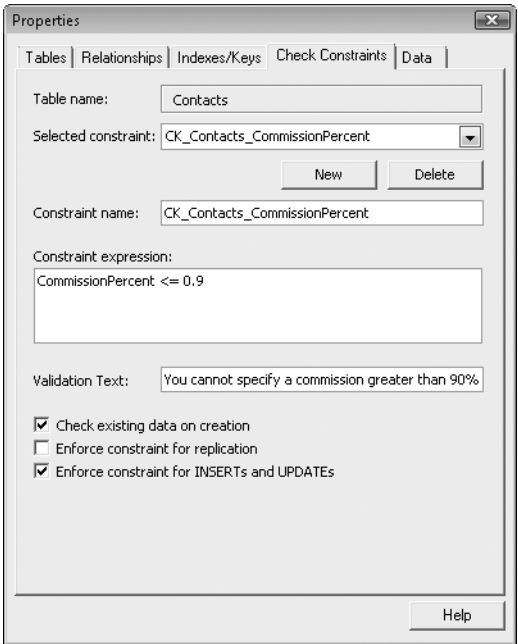 Properties
Tables Relationships Indexes/Keys Check Constraints Data
Table name: Contacts
Selected constraint: CK_Contacts_CommissionPercent
New Delete
Constraint name: CK_Contacts_CommissionPercent
Constraint expression:
CommissionPercent <= 0.9
Validation Text: You cannot specify a commission greater than 90%
Check existing data on creation
Enforce constraint for replication
Enforce constraint for INSERTs and UPDATEs
Help